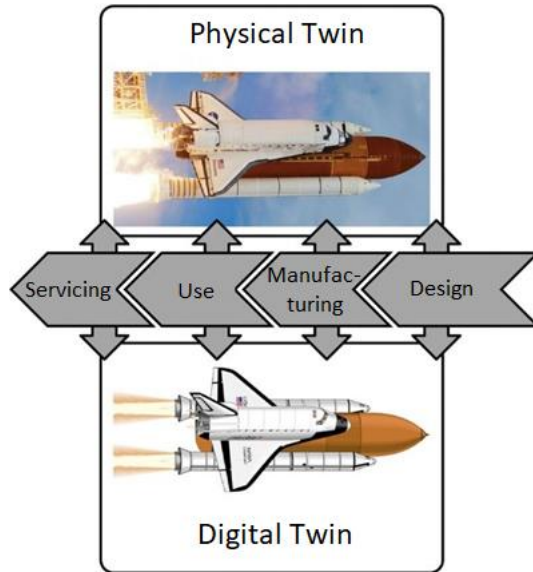 Physical Twin
Servicing
Use
Manufac-
turing
Design
Digital Twin